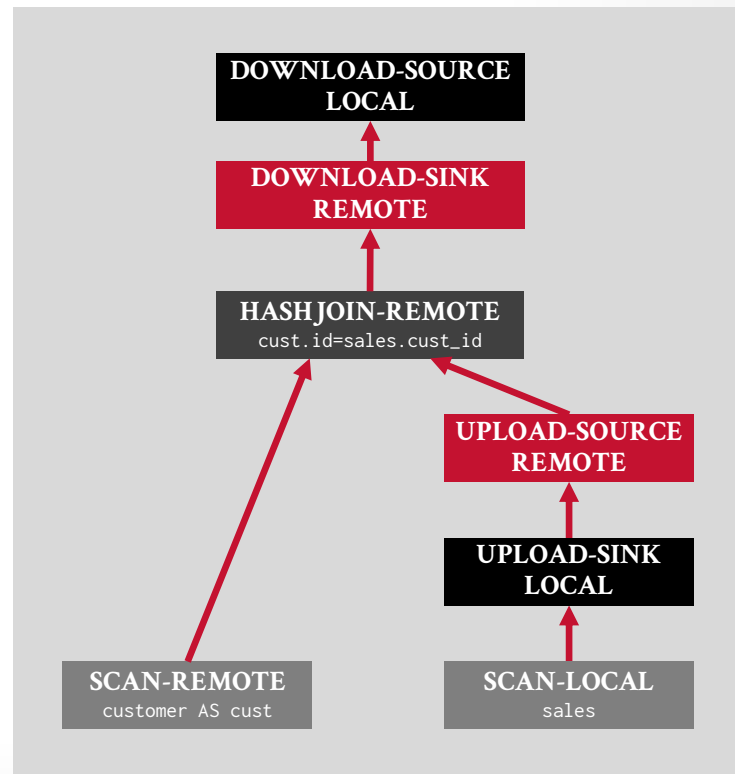 DOWNLOAD-SOURCE
LOCAL
DOWNLOAD-SINK
REMOTE
HASH JOIN-REMOTE
cust.id=sales.cust_id
UPLOAD-SOURCE
REMOTE
UPLOAD-SINK
LOCAL
SCAN-REMOTE
customer AS cust
SCAN-LOCAL
sales